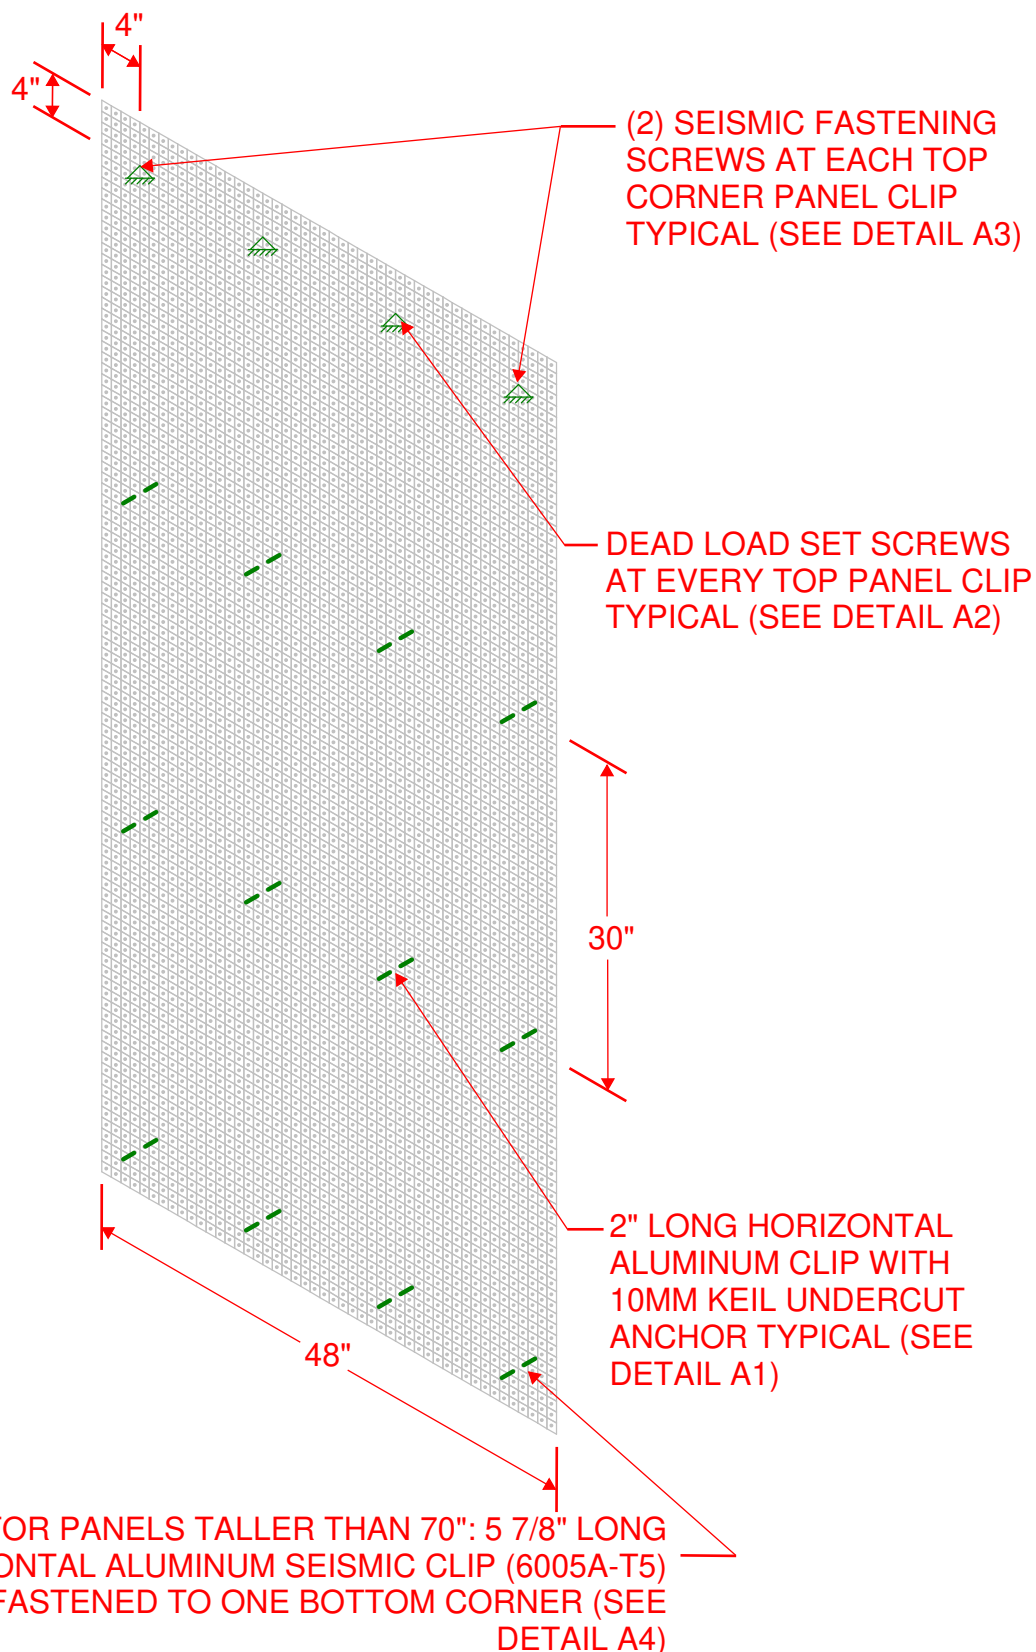 4"
4"
(2) SEISMIC FASTENING
SCREWS AT EACH TOP
CORNER PANEL CLIP
TYPICAL (SEE DETAIL A3)
DEAD LOAD SET SCREWS
AT EVERY TOP PANEL CLIP
TYPICAL (SEE DETAIL A2)
30"
2" LONG HORIZONTAL
ALUMINUM CLIP WITH
10MM KEIL UNDERCUT
ANCHOR TYPICAL (SEE
DETAIL A1)
48"
PANELS TALLER THAN 70": 5 7/8" LONG
ALUMINUM SEISMIC CLIP (6005A-T5)
FASTENED TO ONE BOTTOM CORNER (SEE
DETAIL A4)